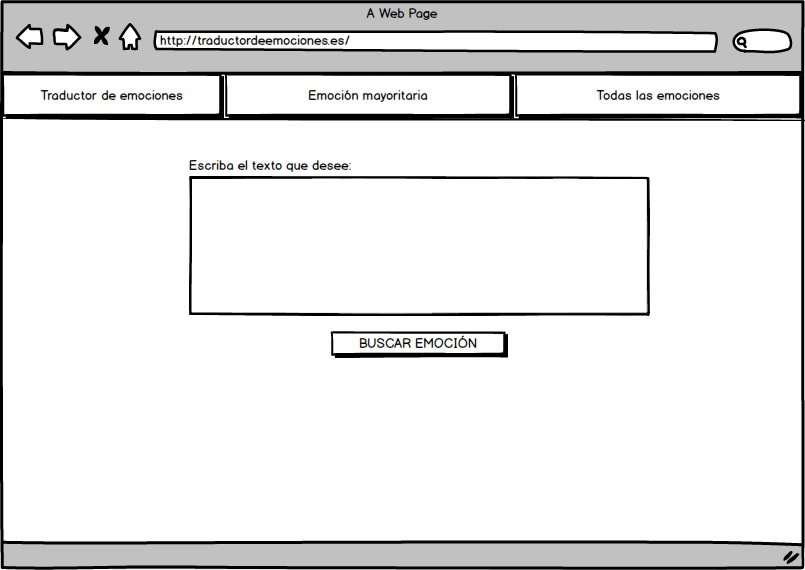 A Web Page
http://traductordeemociones.es/
Traductor de emociones
Emoción mayoritaria
Todas las emociones
Escriba el texto que desee:
BUSCAR EMOCIÓN